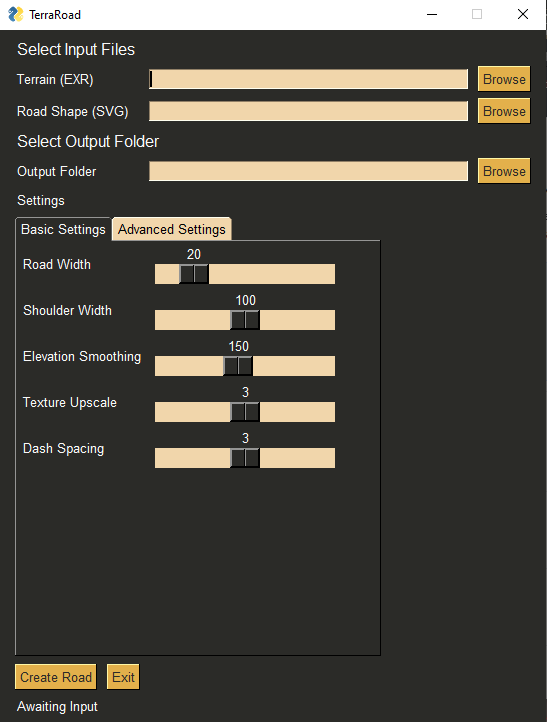 TerraRoad
Select Input Files
Terrain (EXR) Browse
Road Shape (SVG) Browse
Select Output Folder
Output Folder Browse
Settings
Basic Settings Advanced Settings
20
Road Width
100
Shoulder Width
150
Elevation Smoothing
3
Texture Upscale
3
Dash Spacing
Create Road Exit
Awaiting Input